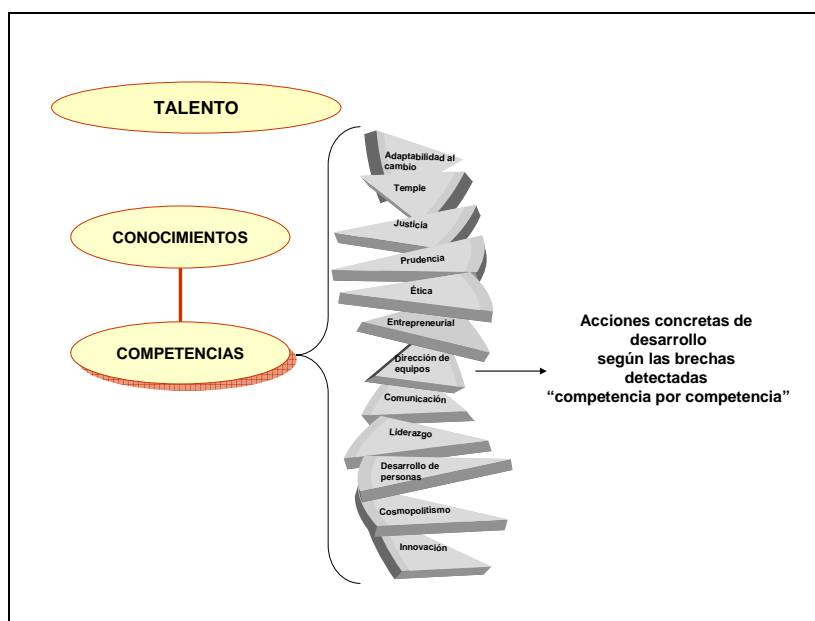 TALENTO
CONOCIMIENTOS
COMPETENCIAS
Adaptabilidad al
cambio
Temple
Justicia
Prudencia
Ética
Entrepreneurial
Dirección de
equipos
Comunicación
Liderazgo
Desarrollo de
personas
Cosmopolitismo
Innovación
Acciones concretas de
desarrollo
según las brechas
detectadas
“competencia por competencia”